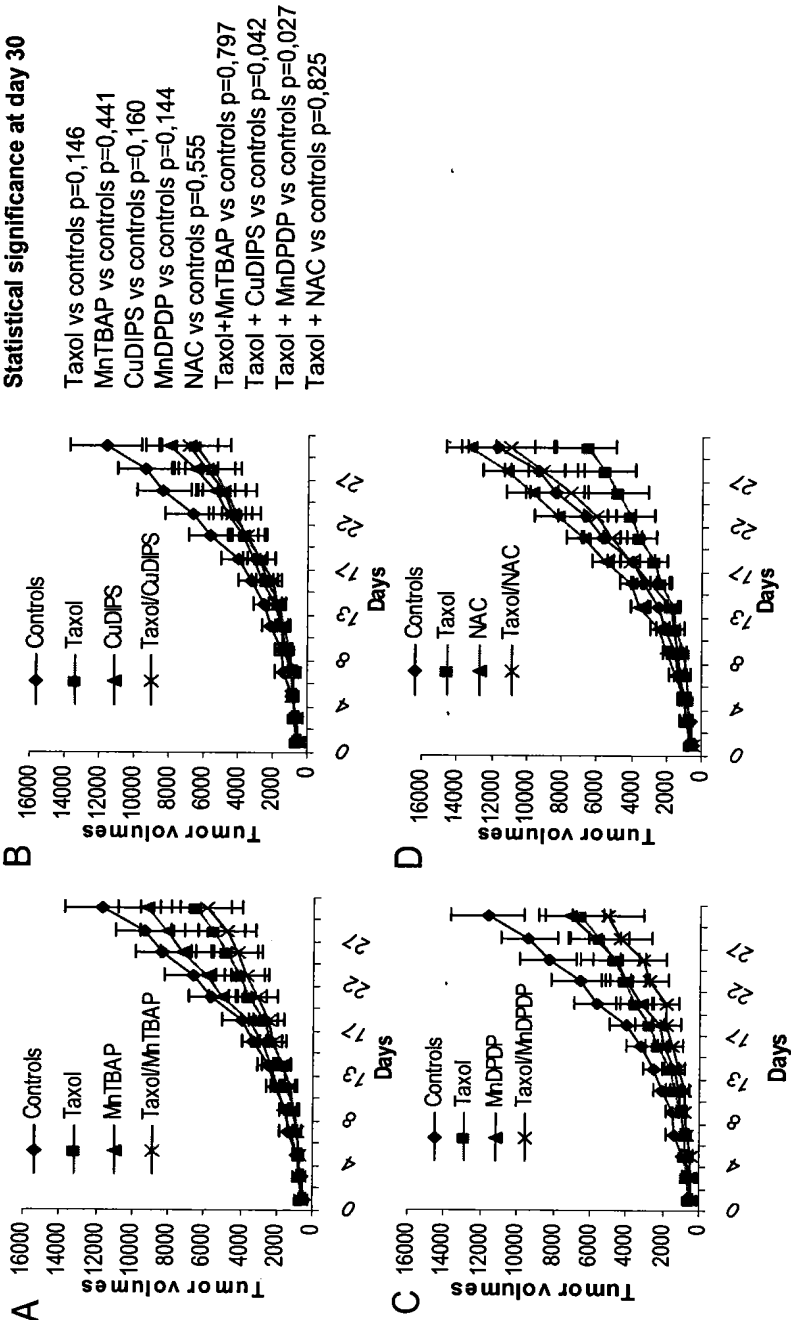 A
Tumor volumes
16000
14000
12000
10000
8000
6000
4000
2000
0
Controls
Taxol
MnTBAP
Taxol/MnTBAP
0
4
8
13
17
22
27
Days
B
Tumor volumes
16000
14000
12000
10000
8000
6000
4000
2000
0
Controls
Taxol
CuDIPS
Taxol/CuDIPS
0
4
8
13
17
22
27
Days
Statistical significance at day 30
Taxol vs controls p=0,146
MnTBAP vs controls p=0,441
CuDIPS vs controls p=0,160
MnDPDP vs controls p=0,144
NAC vs controls p=0,555
Taxol+MnTBAP vs controls p=0,797
Taxol + CuDIPS vs controls p=0,042
Taxol + MnDPDP vs controls p=0,027
Taxol + NAC vs controls p=0,825
C
Tumor volumes
16000
14000
12000
10000
8000
6000
4000
2000
0
Controls
Taxol
MnDPDP
Taxol/MnDPDP
0
4
8
13
17
22
27
Days
D
Tumor volumes
16000
14000
12000
10000
8000
6000
4000
2000
0
Controls
Taxol
NAC
Taxol/NAC
0
4
8
13
17
22
27
Days